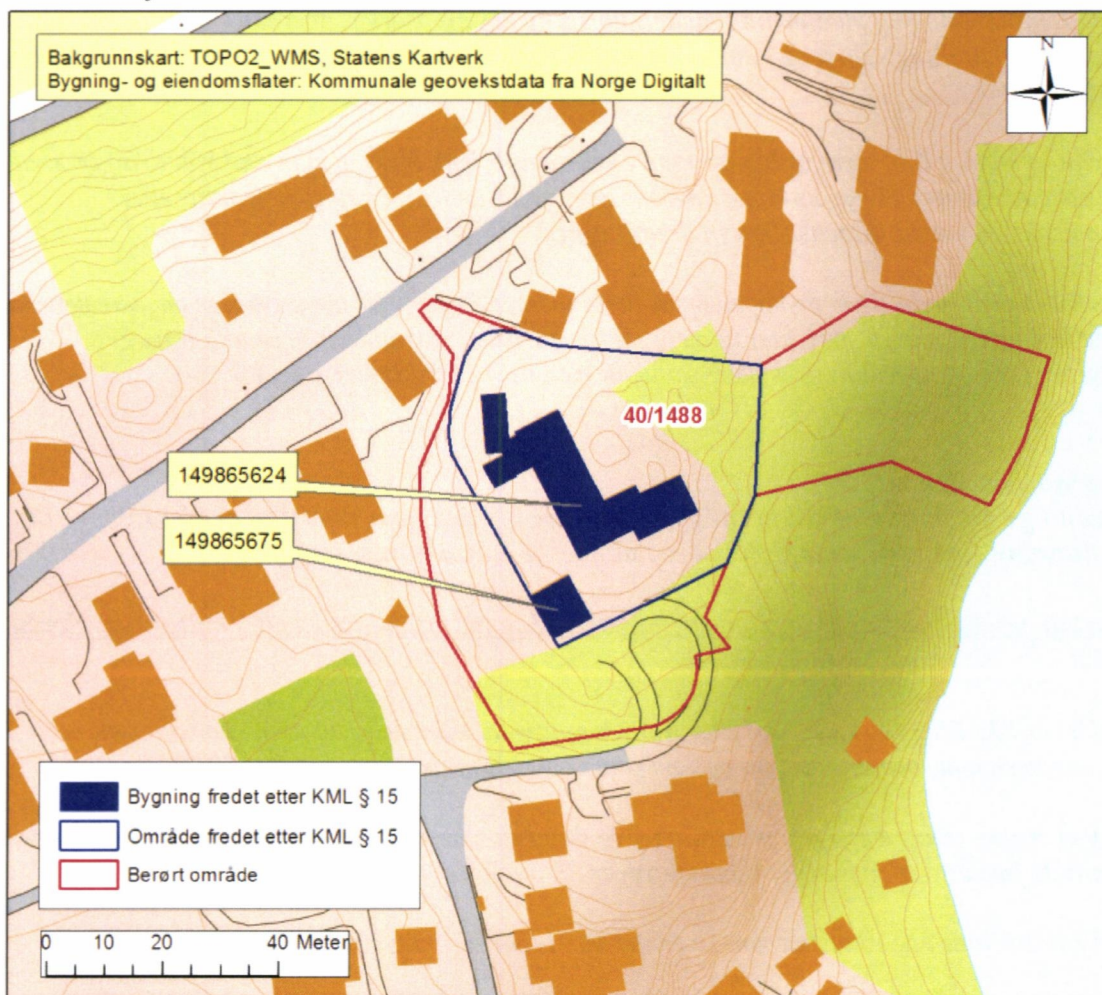 Bakgrunnskart: TOPO2_WMS, Statens Kartverk
Bygning- og eiendomsflater: Kommunale geovekstdata fra Norge Digitalt
N
40/1488
149865624
149865675
Bygning fredet etter KML § 15
Område fredet etter KML § 15
Berørt område
0 10 20 40 Meter